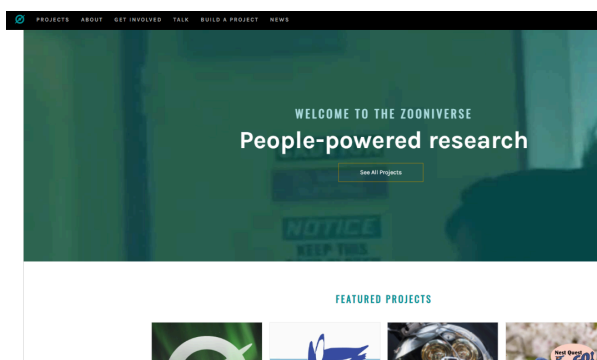 PROJECTS ABOUT GET INVOLVED TALK BUILD A PROJECT NEWS
WELCOME TO THE ZOONIVERSE
People-powered research
See All Projects
NOTICE
KEEP THIS
FEATURED PROJECTS
Nest Quest